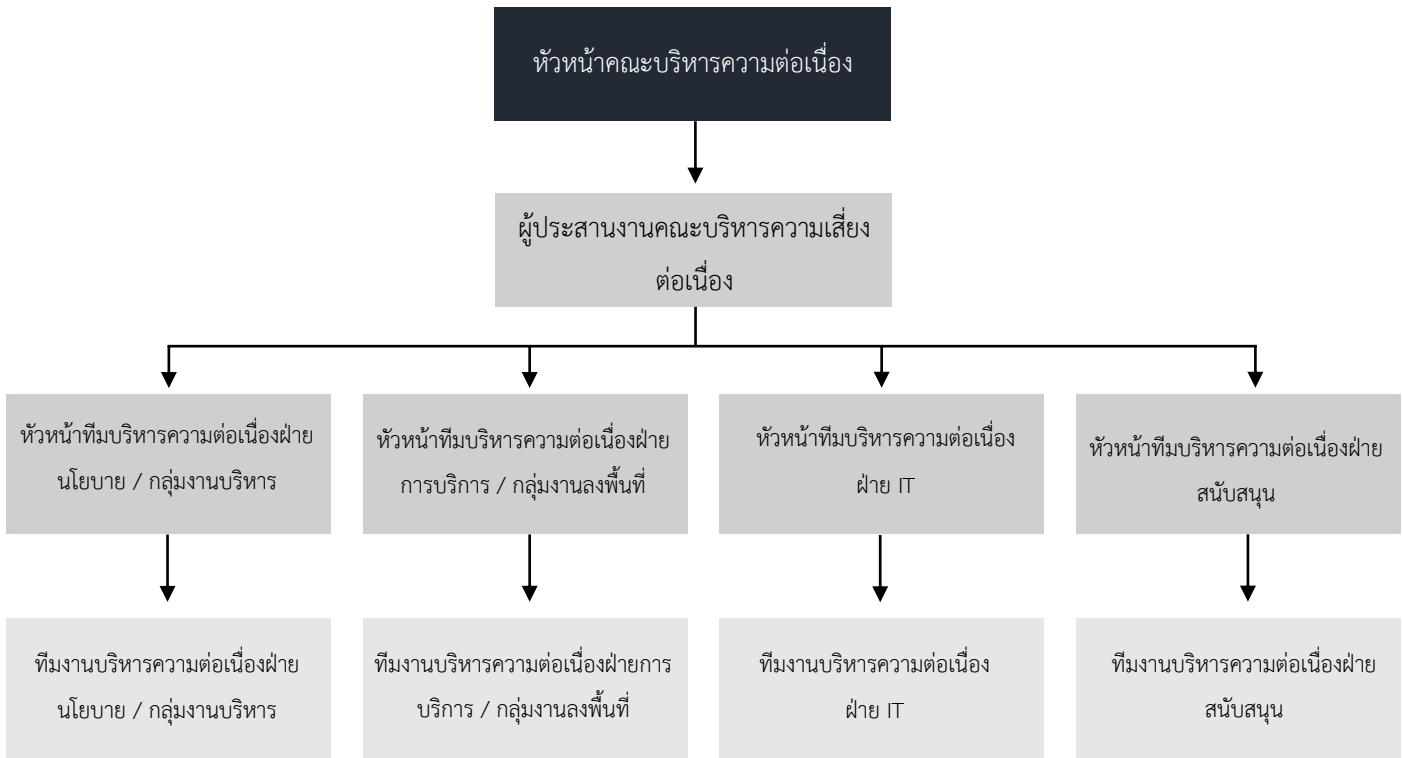 หัวหน้าคณะบริหารความต่อเนื่อง
ผู้ประสานงานคณะบริหารความเสี่ยง
ต่อเนื่อง
หัวหน้าทีมบริหารความต่อเนื่องฝ่าย
นโยบาย / กลุ่มงานบริหาร
หัวหน้าทีมบริหารความต่อเนื่องฝ่าย
การบริการ / กลุ่มงานลงพื้นที่
หัวหน้าทีมบริหารความต่อเนื่อง
ฝ่าย IT
หัวหน้าทีมบริหารความต่อเนื่องฝ่าย
สนับสนุน
ทีมงานบริหารความต่อเนื่องฝ่าย
นโยบาย / กลุ่มงานบริหาร
ทีมงานบริหารความต่อเนื่องฝ่ายการ
บริการ / กลุ่มงานลงพื้นที่
ทีมงานบริหารความต่อเนื่อง
ฝ่าย IT
ทีมงานบริหารความต่อเนื่องฝ่าย
สนับสนุน